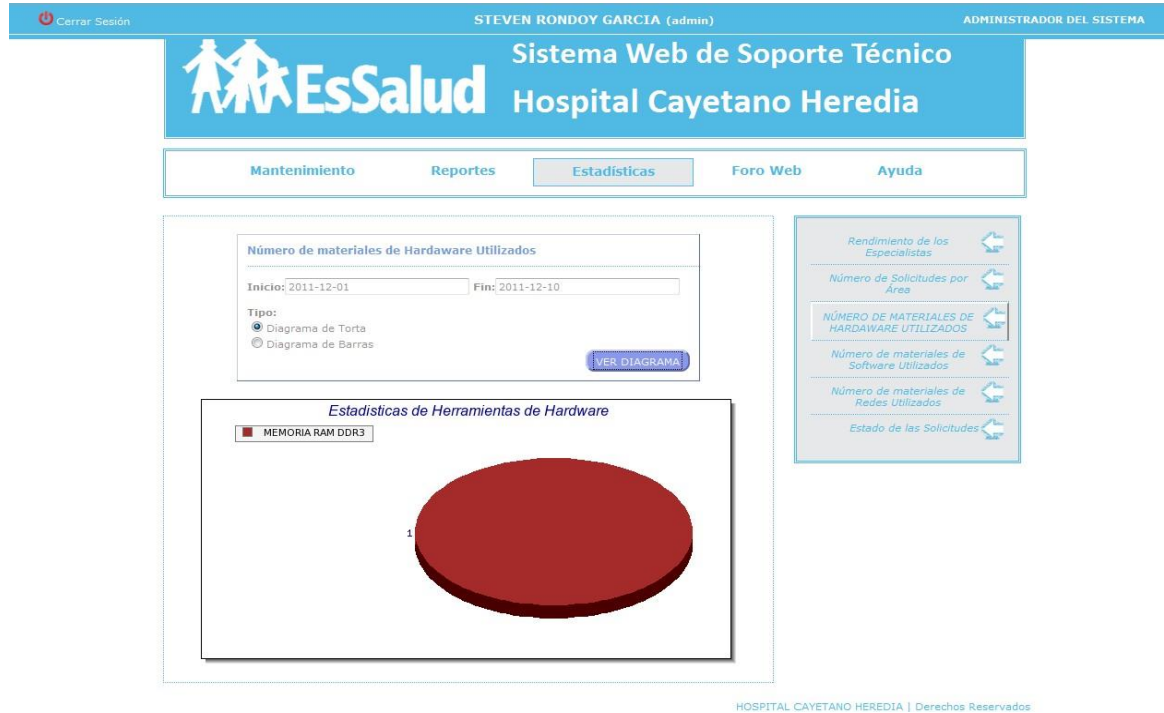 Cerrar Sesión
STEVEN RONDOY GARCIA (admin)
ADMINISTRADOR DEL SISTEMA
EsSalud
Sistema Web de Soporte Técnico
Hospital Cayetano Heredia
Mantenimiento
Reportes
Estadísticas
Foro Web
Ayuda
Número de materiales de Hardaware Utilizados
Inicio: 2011-12-01
Fin: 2011-12-10
Tipo:
Diagrama de Torta
Diagrama de Barras
VER DIAGRAMA
Estadisticas de Herramientas de Hardware
MEMORIA RAM DDR3
1
Rendimiento de los
Especialistas
Número de Solicitudes por
Área
NÚMERO DE MATERIALES DE
HARDAWARE UTILIZADOS
Número de materiales de
Software Utilizados
Número de materiales de
Redes Utilizados
Estado de las Solicitudes
HOSPITAL CAYETANO HEREDIA | Derechos Reservados